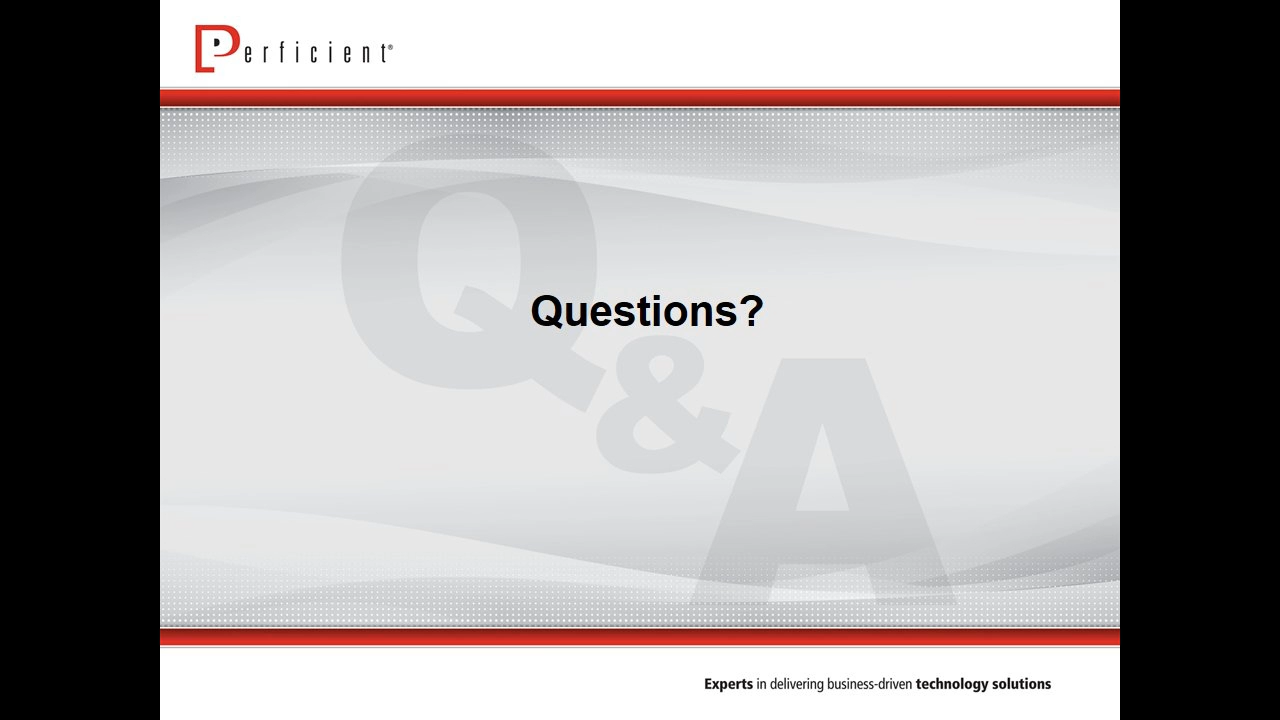 Perficient®
Questions?
Q&A
Experts in delivering business-driven technology solutions